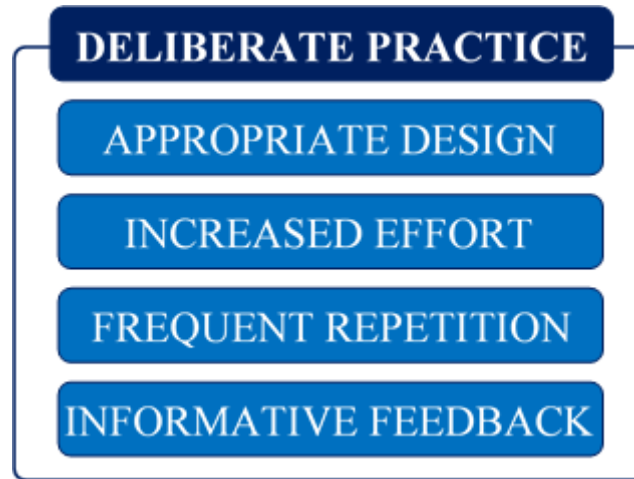 DELIBERATE PRACTICE
APPROPRIATE DESIGN
INCREASED EFFORT
FREQUENT REPETITION
INFORMATIVE FEEDBACK